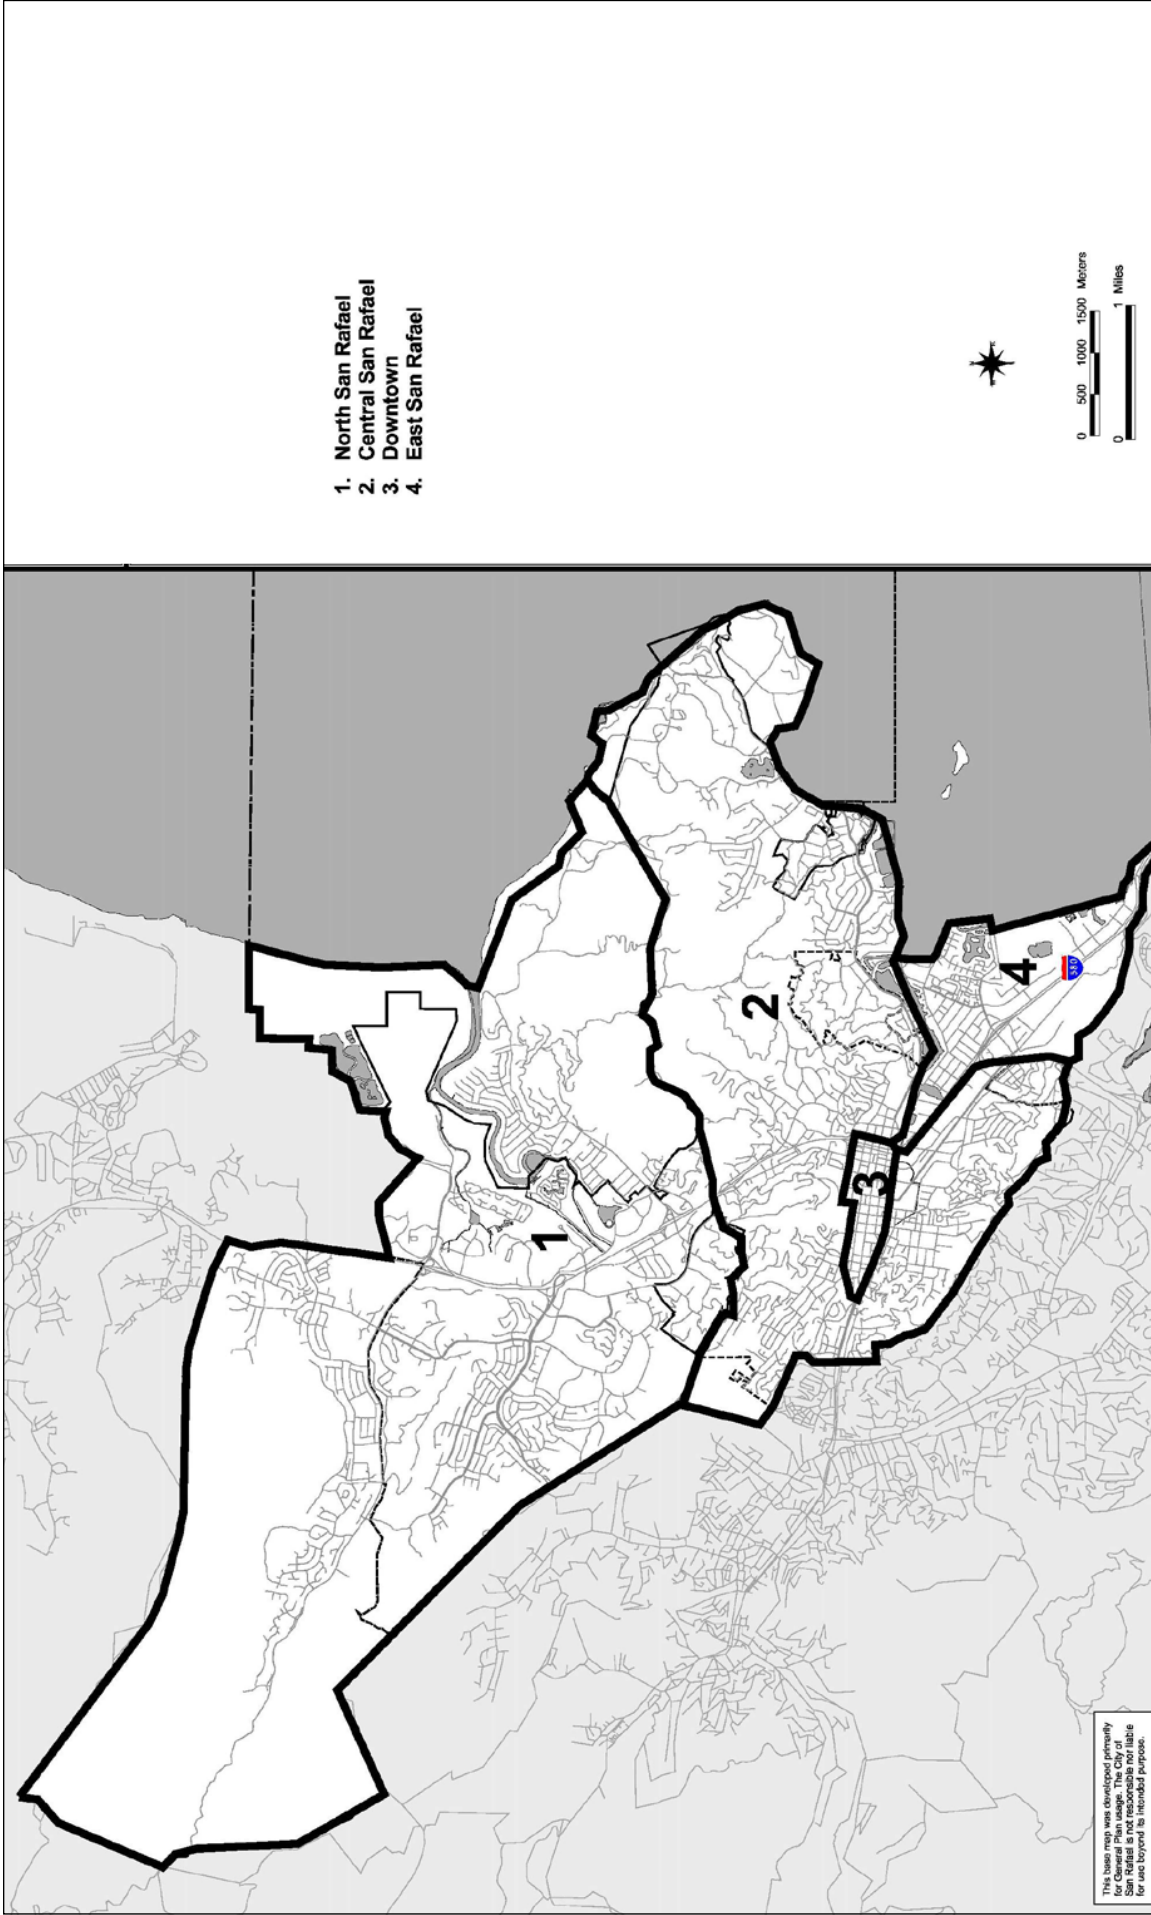 1. North San Rafael
2. Central San Rafael
3. Downtown
4. East San Rafael
1
2
3
4
580
0 500 1000 1500 Meters
0 1 Miles
This base map was developed primarily
for General Plan usage. The City of
San Rafael is not responsible nor liable
for use beyond its intended purpose.